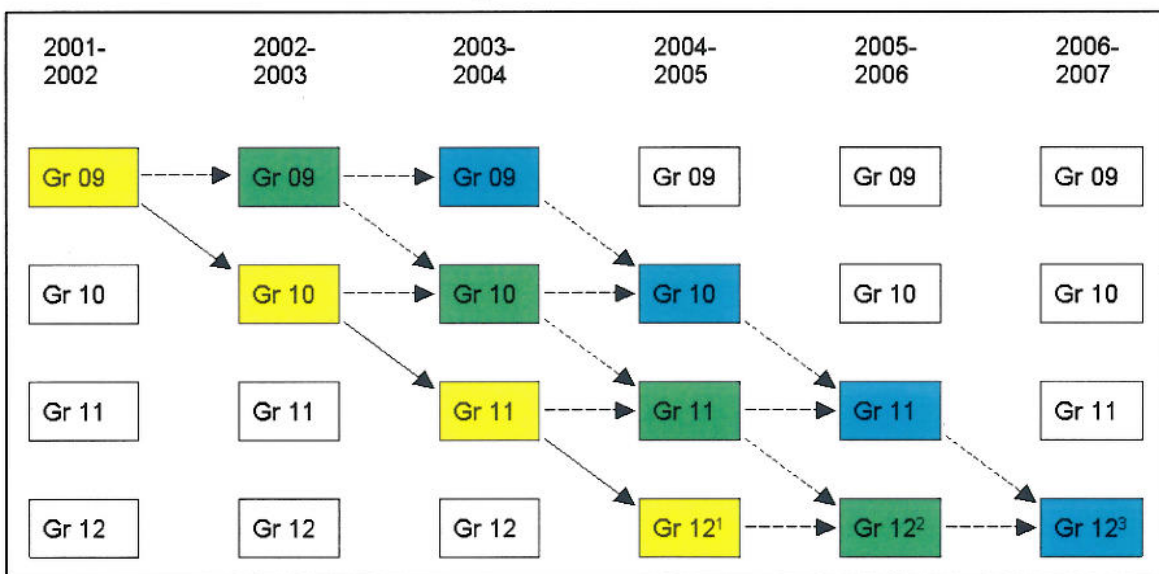 2001- 2002- 2003- 2004- 2005- 2006-
2002 2003 2004 2005 2006 2007
Gr 09 Gr 09 Gr 09 Gr 09 Gr 09 Gr 09
Gr 10 Gr 10 Gr 10 Gr 10 Gr 10 Gr 10
Gr 11 Gr 11 Gr 11 Gr 11 Gr 11 Gr 11
Gr 12 Gr 12 Gr 12 Gr 12¹ Gr 12² Gr 12³